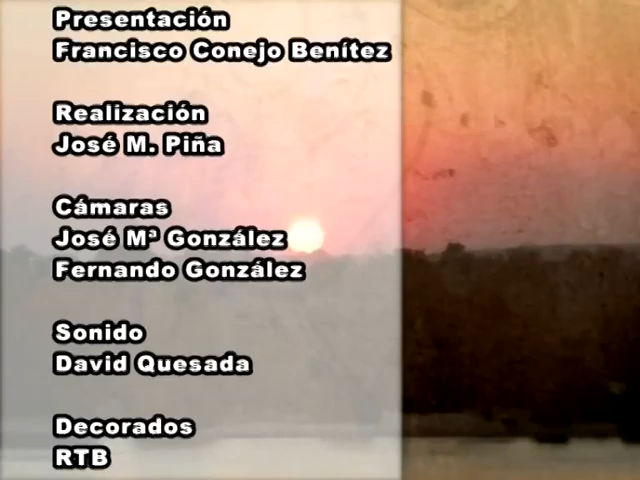 Presentación
Francisco Conejo Benítez
Realización
José M. Piña
Cámaras
José Mª González
Fernando González
Sonido
David Quesada
Decorados
RTB